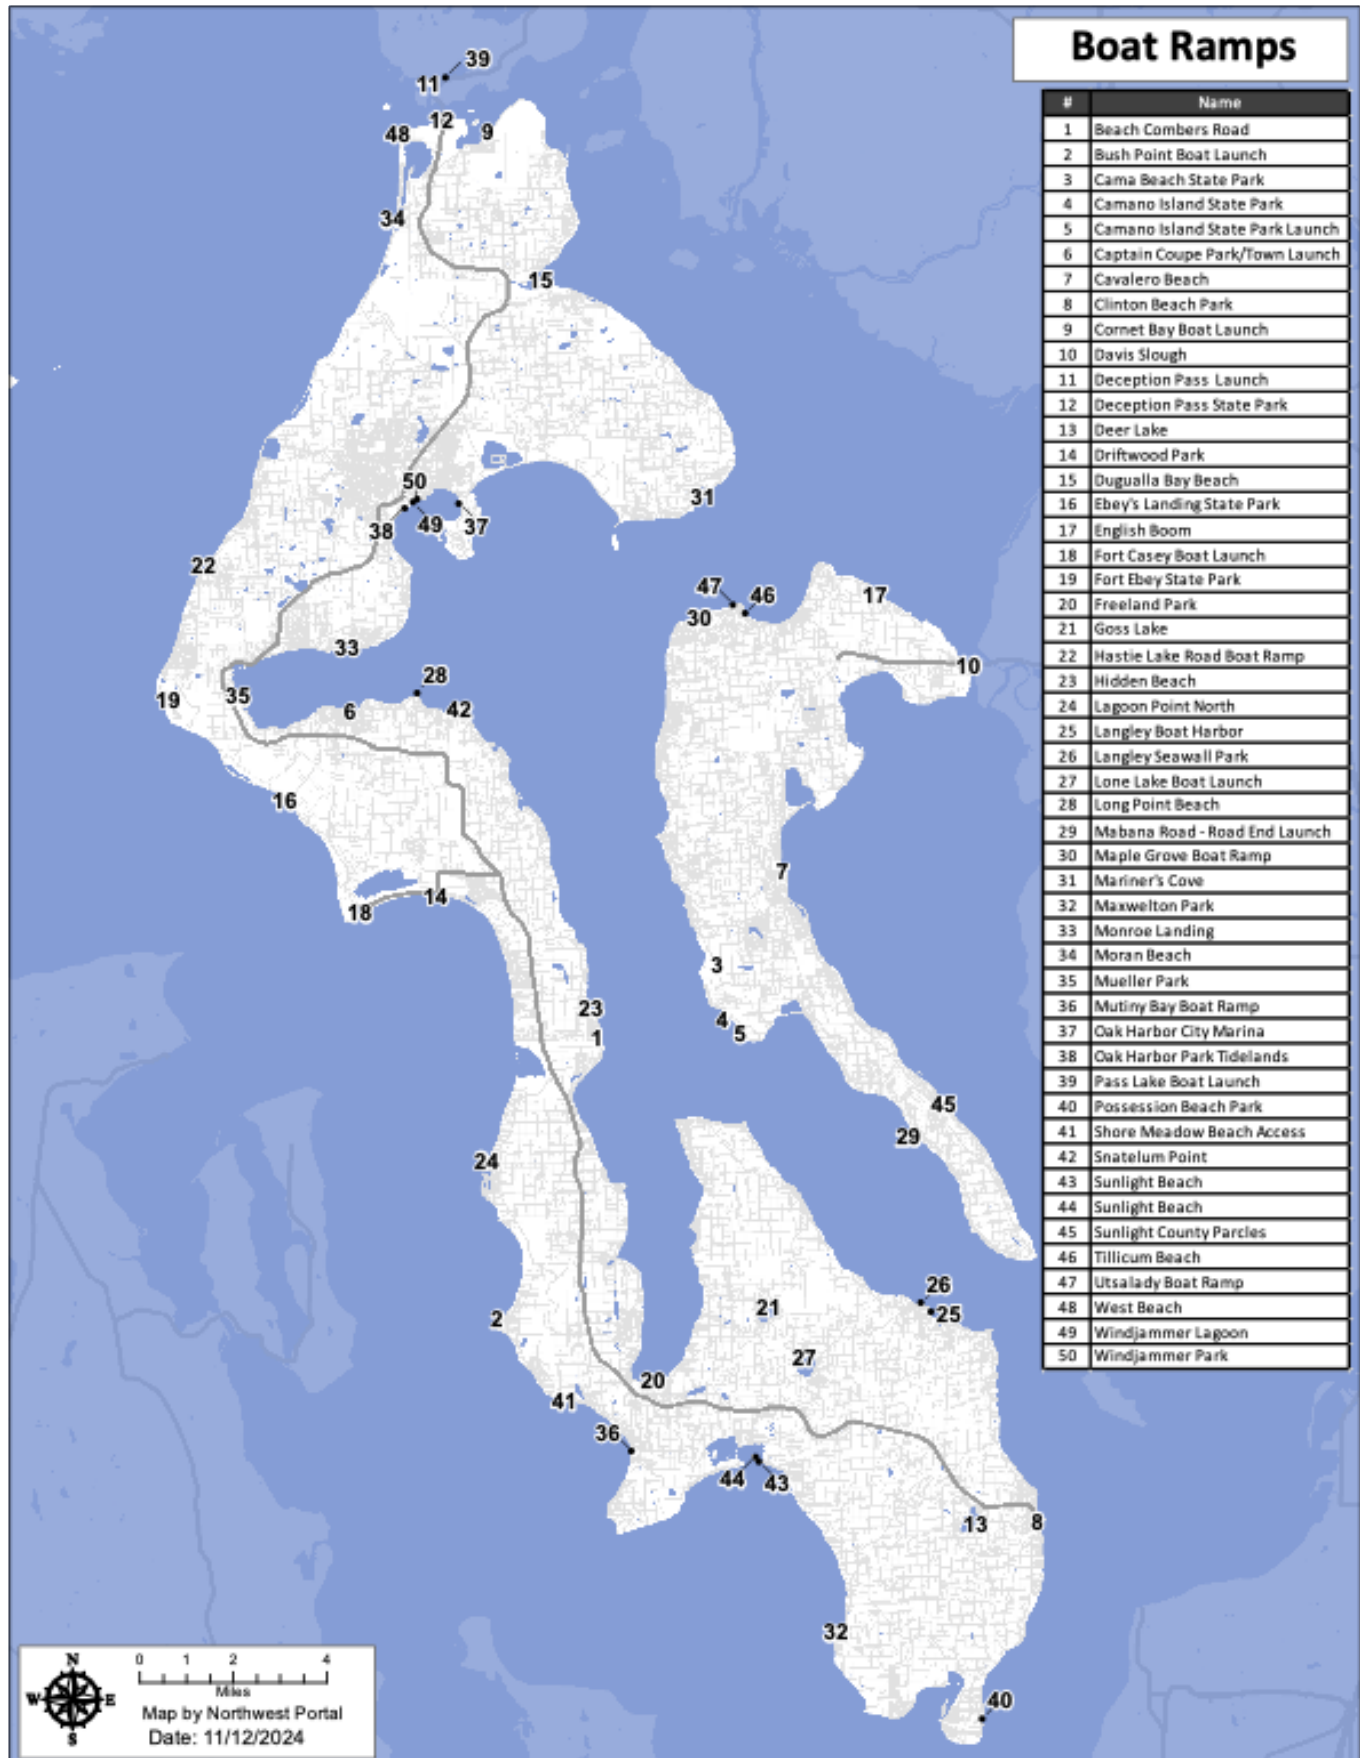 Boat Ramps
# Name
1 Beach Combers Road
2 Bush Point Boat Launch
3 Cama Beach State Park
4 Camano Island State Park
5 Camano Island State Park Launch
6 Captain Coupe Park/Town Launch
7 Cavalero Beach
8 Clinton Beach Park
9 Cornet Bay Boat Launch
10 Davis Slough
11 Deception Pass Launch
12 Deception Pass State Park
13 Deer Lake
14 Driftwood Park
15 Dugualla Bay Beach
16 Ebey's Landing State Park
17 English Boom
18 Fort Casey Boat Launch
19 Fort Ebey State Park
20 Freeland Park
21 Goss Lake
22 Hastie Lake Road Boat Ramp
23 Hidden Beach
24 Lagoon Point North
25 Langley Boat Harbor
26 Langley Seawall Park
27 Lone Lake Boat Launch
28 Long Point Beach
29 Mabana Road - Road End Launch
30 Maple Grove Boat Ramp
31 Mariner's Cove
32 Maxwelton Park
33 Monroe Landing
34 Moran Beach
35 Mueller Park
36 Mutiny Bay Boat Ramp
37 Oak Harbor City Marina
38 Oak Harbor Park Tidelands
39 Pass Lake Boat Launch
40 Possession Beach Park
41 Shore Meadow Beach Access
42 Snatelum Point
43 Sunlight Beach
44 Sunlight Beach
45 Sunlight County Parcles
46 Tillicum Beach
47 Utsalady Boat Ramp
48 West Beach
49 Windjammer Lagoon
50 Windjammer Park
39
11
12
48
9
34
15
50
31
49
37
38
22
47
46
17
30
33
10
28
19
35
6
42
16
7
14
18
3
23
4
5
1
45
29
24
26
21
25
2
27
20
41
36
44
43
13
8
32
40
N
W E
S
0 1 2 4
Miles
Map by Northwest Portal
Date: 11/12/2024